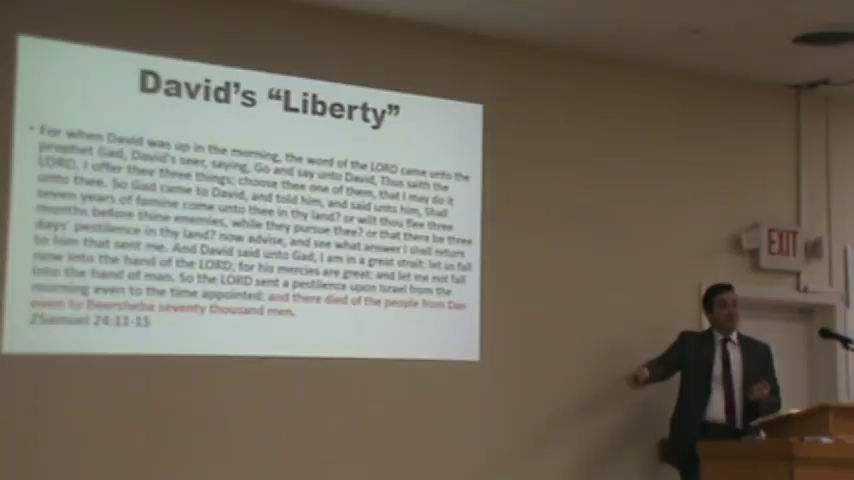 David's "Liberty"
• For when David was up in the morning, the word of the LORD came unto the
prophet Gad, David's seer, saying, Go and say unto David, Thus saith the
LORD, I offer thee three things; choose thee one of them, that I may do it
unto thee. So Gad came to David, and told him, and said unto him, Shall
seven years of famine come unto thee in thy land? or wilt thou flee three
months before thine enemies, while they pursue thee? or that there be three
days' pestilence in thy land? now advise, and see what answer I shall return
to him that sent me. And David said unto Gad, I am in a great strait: let us fall
now into the hand of the LORD; for his mercies are great: and let me not fall
into the hand of man. So the LORD sent a pestilence upon Israel from the
morning even to the time appointed: and there died of the people from Dan
even to Beersheba seventy thousand men.
2Samuel 24:11-15
EXIT